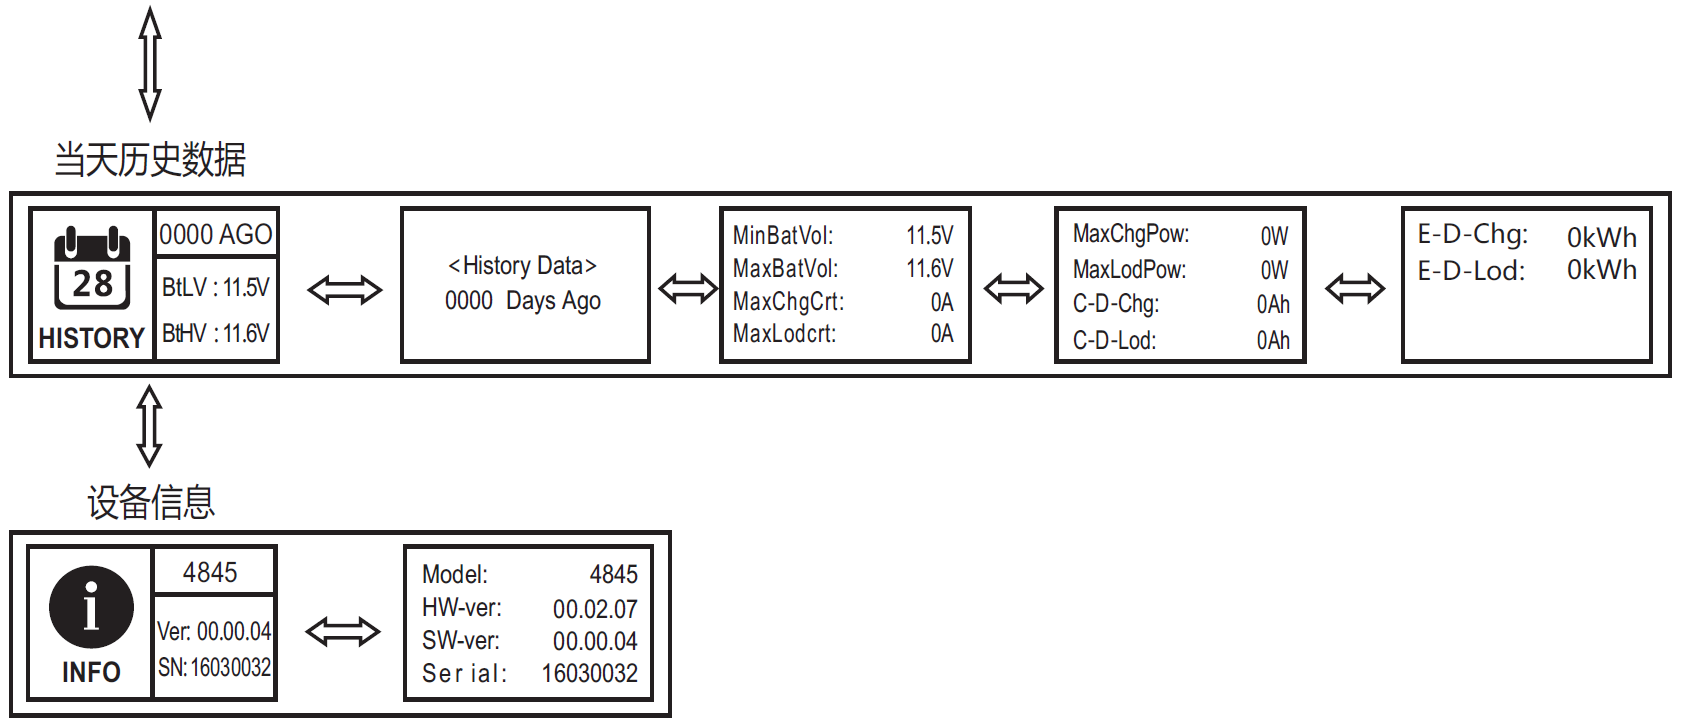 当天历史数据
28
HISTORY
0000 AGO
BtLV : 11.5V
BtHV : 11.6V
<History Data>
0000 Days Ago
MinBatVol: 11.5V
MaxBatVol: 11.6V
MaxChgCrt: 0A
MaxLodcrt: 0A
MaxChgPow: 0W
MaxLodPow: 0W
C-D-Chg: 0Ah
C-D-Lod: 0Ah
E-D-Chg: 0kWh
E-D-Lod: 0kWh
设备信息
i
INFO
4845
Ver: 00.00.04
SN: 16030032
Model: 4845
HW-ver: 00.02.07
SW-ver: 00.00.04
Serial: 16030032